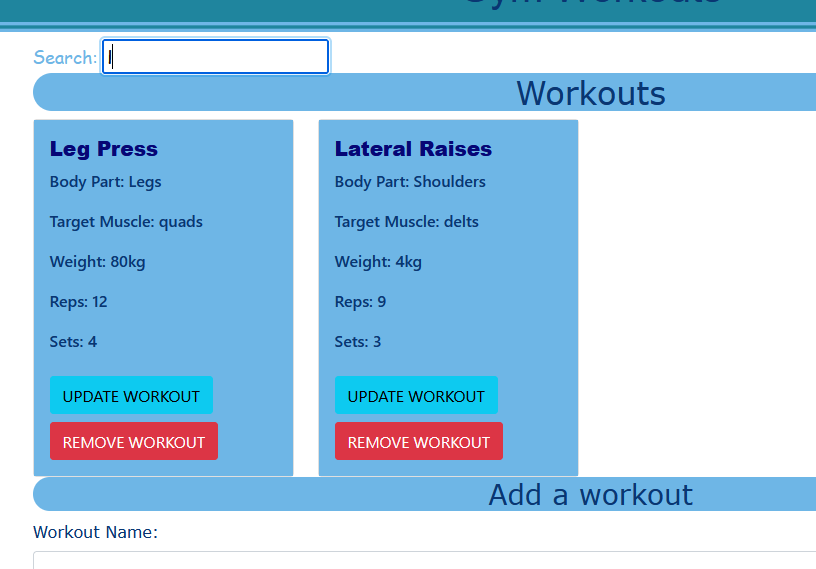 Gym Workouts
Search: l
Workouts
Leg Press
Body Part: Legs
Target Muscle: quads
Weight: 80kg
Reps: 12
Sets: 4
UPDATE WORKOUT
REMOVE WORKOUT
Lateral Raises
Body Part: Shoulders
Target Muscle: delts
Weight: 4kg
Reps: 9
Sets: 3
UPDATE WORKOUT
REMOVE WORKOUT
Add a workout
Workout Name: